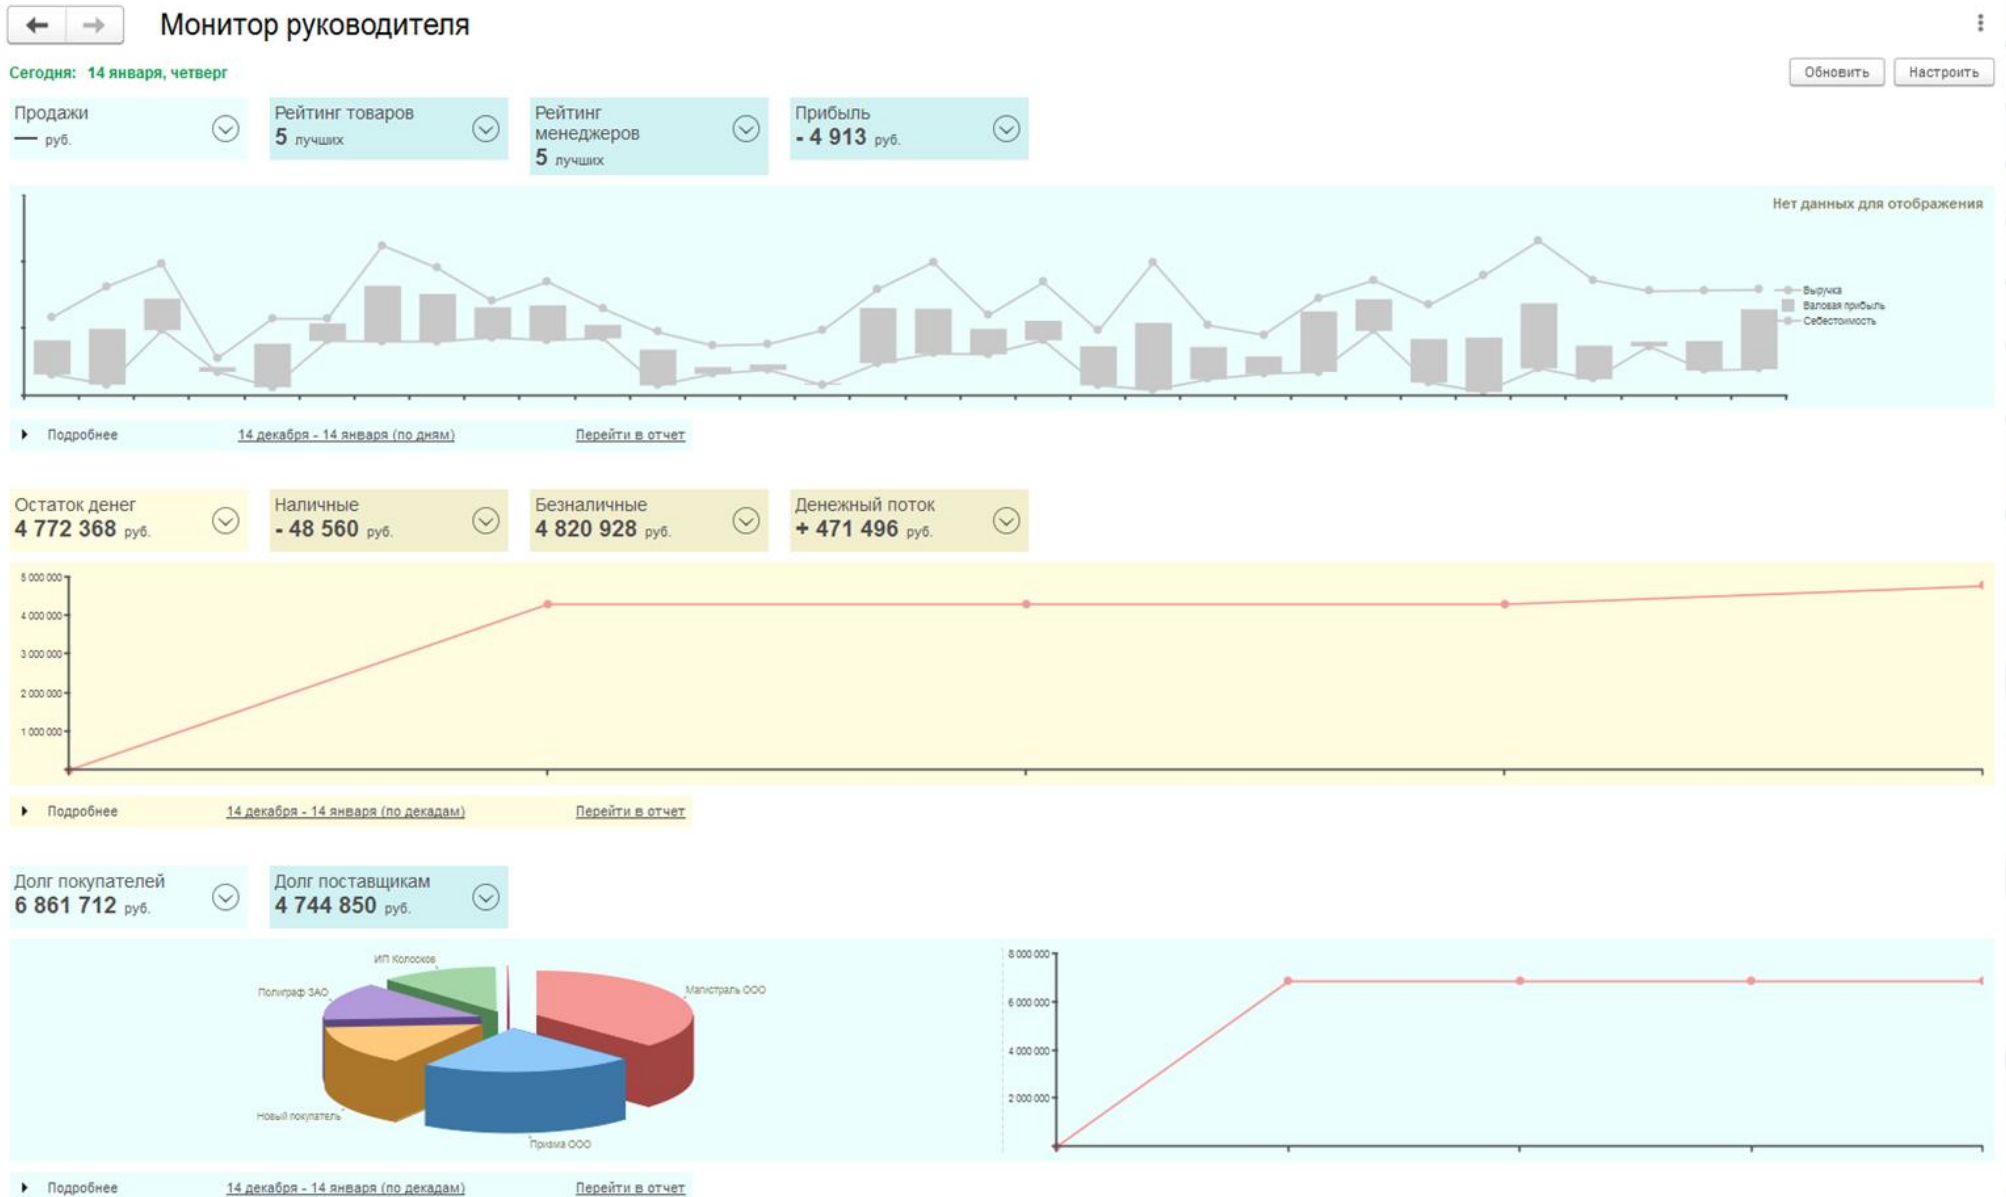 Монитор руководителя
Сегодня: 14 января, четверг
Обновить
Настроить
Продажи
— руб.
Рейтинг товаров
5 лучших
Рейтинг
менеджеров
5 лучших
Прибыль
- 4 913 руб.
Нет данных для отображения
Выручка
Валовая прибыль
Себестоимость
Подробнее
14 декабря - 14 января (по дням)
Перейти в отчет
Остаток денег
4 772 368 руб.
Наличные
- 48 560 руб.
Безналичные
4 820 928 руб.
Денежный поток
+ 471 496 руб.
5 000 000
4 000 000
3 000 000
2 000 000
1 000 000
Подробнее
14 декабря - 14 января (по декадам)
Перейти в отчет
Долг покупателей
6 861 712 руб.
Долг поставщикам
4 744 850 руб.
ИП Колосков
Полиграф ЗАО
Магистраль ООО
Новый покупатель
Призма ООО
8 000 000
6 000 000
4 000 000
2 000 000
Подробнее
14 декабря - 14 января (по декадам)
Перейти в отчет